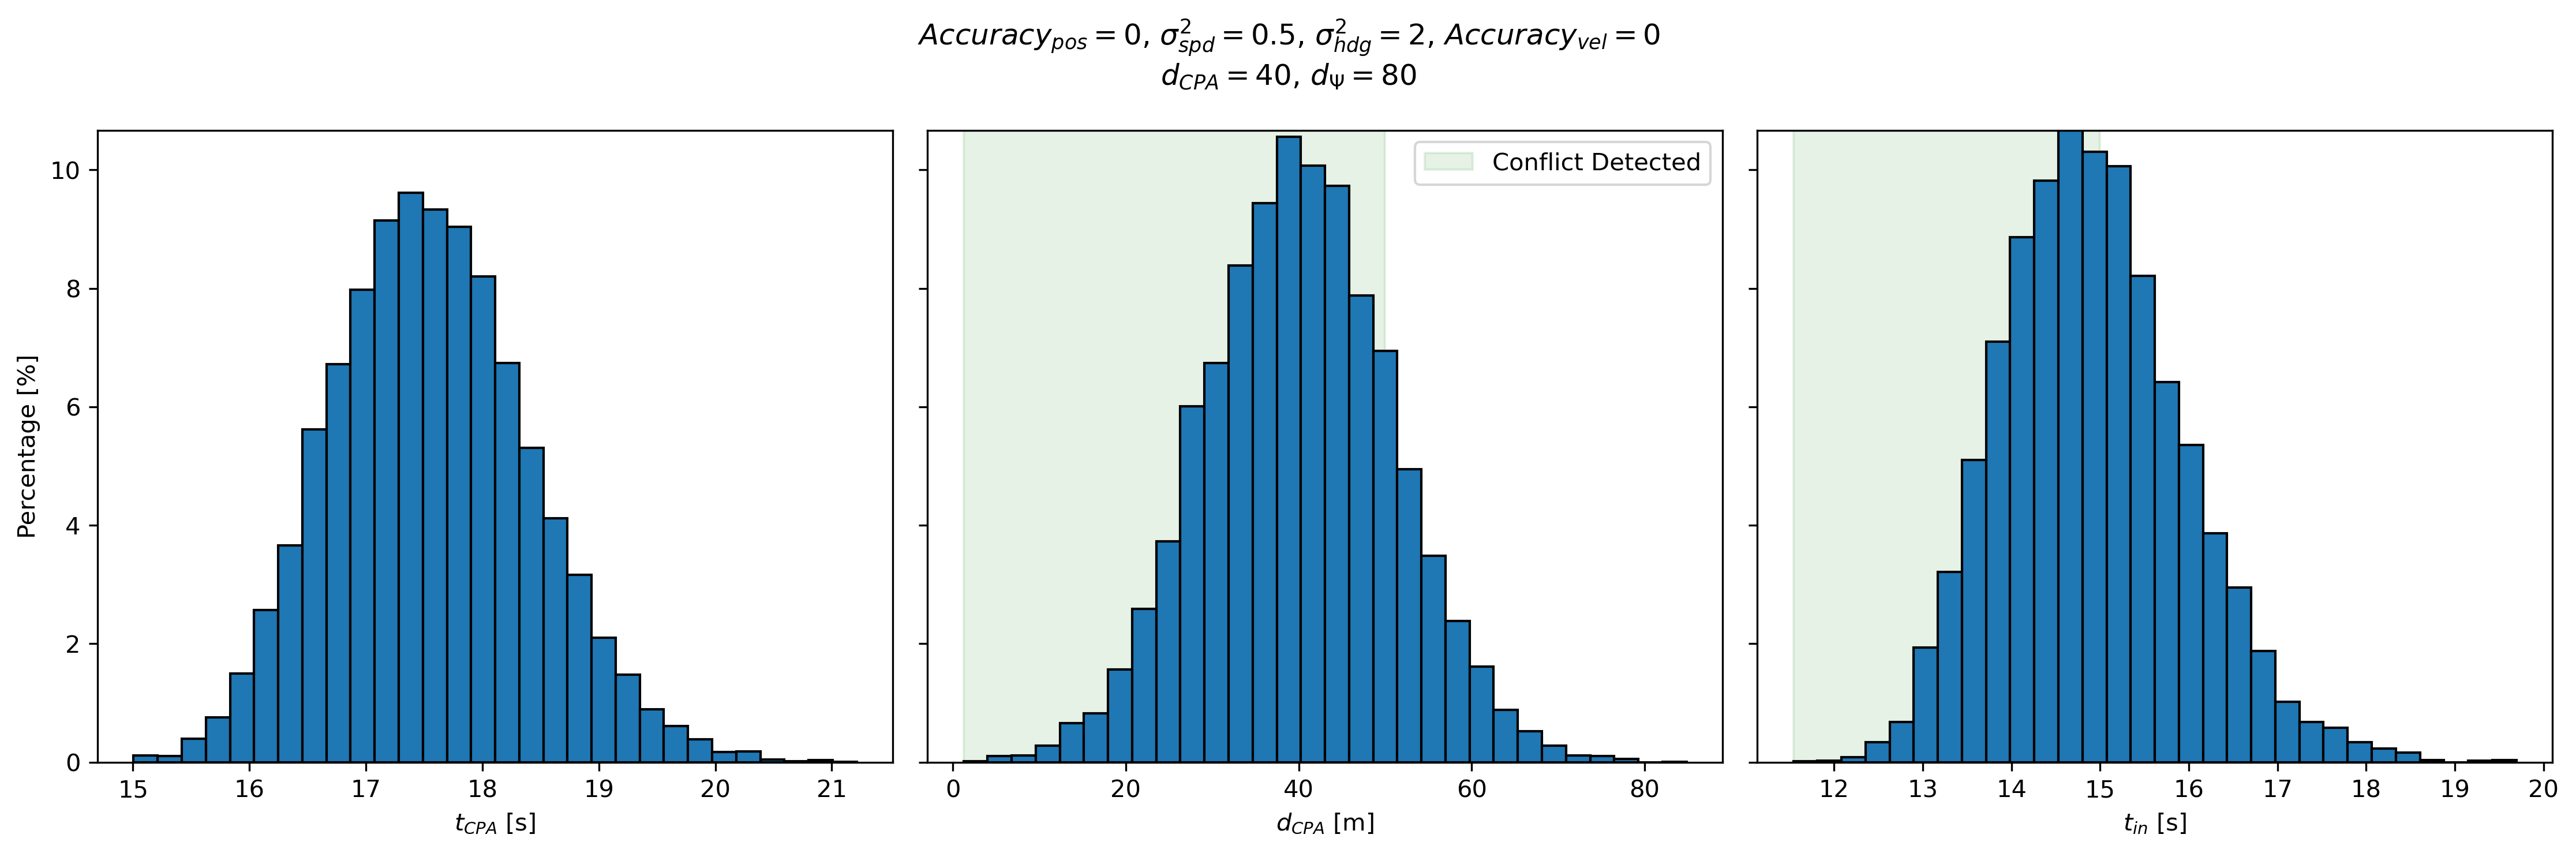 Accuracy_pos = 0, σ²_spd = 0.5, σ²_hdg = 2, Accuracy_vel = 0
d_CPA = 40, d_Ψ = 80
Percentage [%]
10
8
6
4
2
0
15 16 17 18 19 20 21
t_CPA [s]
Conflict Detected
0 20 40 60 80
d_CPA [m]
12 13 14 15 16 17 18 19 20
t_in [s]